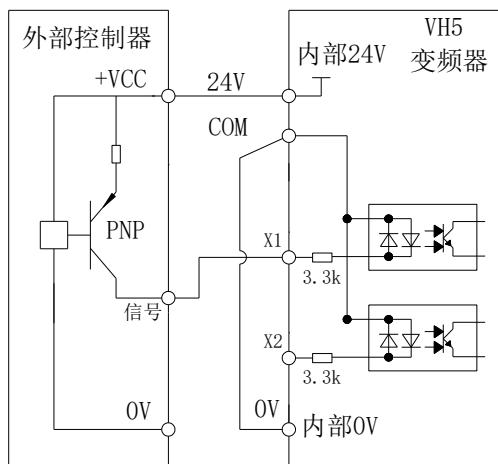 外部控制器
VH5
变频器
+VCC
24V
内部24V
COM
PNP
X1
3.3k
信号
X2
3.3k
0V
0V
内部0V